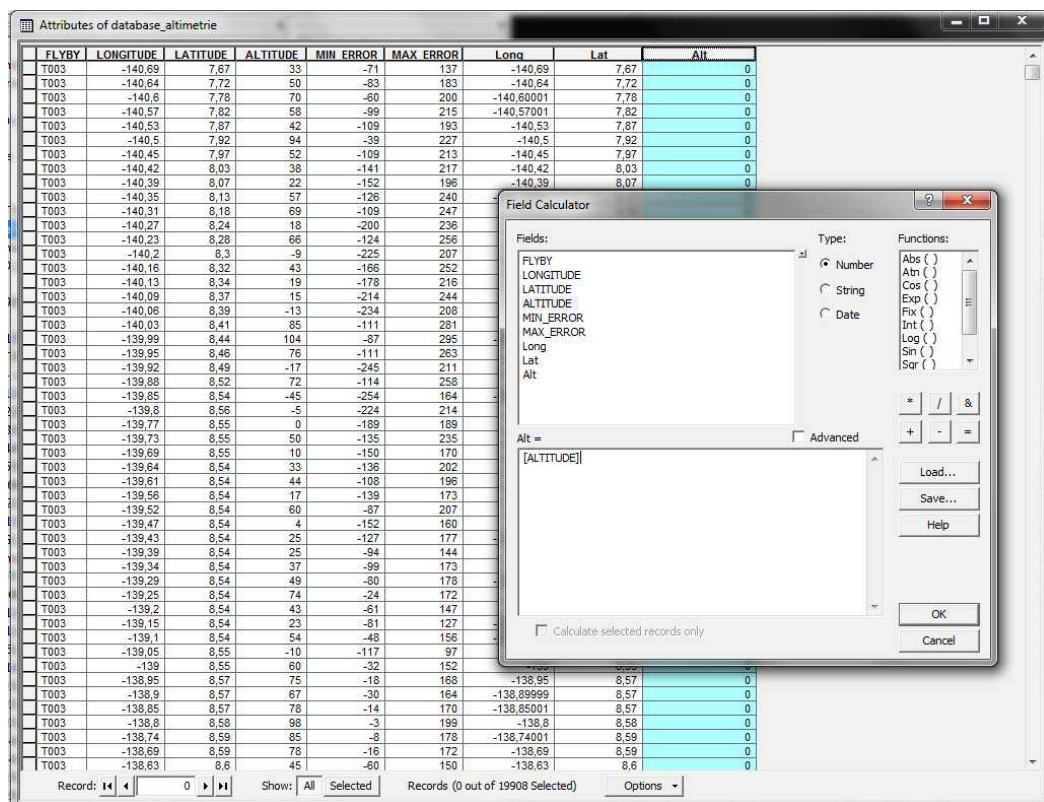 Attributes of database_altimetrie
FLYBY LONGITUDE LATITUDE ALTITUDE MIN_ERROR MAX_ERROR Long Lat Alt
T003 -140,69 7,67 33 -71 137 -140,69 7,67 0
T003 -140,64 7,72 50 -83 183 -140,64 7,72 0
T003 -140,6 7,78 70 -60 200 -140,60001 7,78 0
T003 -140,57 7,82 58 -99 215 -140,57001 7,82 0
T003 -140,53 7,87 42 -109 193 -140,53 7,87 0
T003 -140,5 7,92 94 -39 227 -140,5 7,92 0
T003 -140,45 7,97 52 -109 213 -140,45 7,97 0
T003 -140,42 8,03 38 -141 217 -140,42 8,03 0
T003 -140,39 8,07 22 -152 196 -140,39 8,07 0
T003 -140,35 8,13 57 -126 240
T003 -140,31 8,18 69 -109 247
T003 -140,27 8,24 18 -200 236
T003 -140,23 8,28 66 -124 256
T003 -140,2 8,3 -9 -225 207
T003 -140,16 8,32 43 -166 252
T003 -140,13 8,34 19 -178 216
T003 -140,09 8,37 15 -214 244
T003 -140,06 8,39 -13 -234 208
T003 -140,03 8,41 85 -111 281
T003 -139,99 8,44 104 -87 295
T003 -139,95 8,46 76 -111 263
T003 -139,92 8,49 -17 -245 211
T003 -139,88 8,52 72 -114 258
T003 -139,85 8,54 -45 -254 164
T003 -139,8 8,56 -5 -224 214
T003 -139,77 8,55 0 -189 189
T003 -139,73 8,55 50 -135 235
T003 -139,69 8,55 10 -150 170
T003 -139,64 8,54 33 -136 202
T003 -139,61 8,54 44 -108 196
T003 -139,56 8,54 17 -139 173
T003 -139,52 8,54 60 -87 207
T003 -139,47 8,54 4 -152 160
T003 -139,43 8,54 25 -127 177
T003 -139,39 8,54 25 -94 144
T003 -139,34 8,54 37 -99 173
T003 -139,29 8,54 49 -80 178
T003 -139,25 8,54 74 -24 172
T003 -139,2 8,54 43 -61 147
T003 -139,15 8,54 23 -81 127
T003 -139,1 8,54 54 -48 156
T003 -139,05 8,55 -10 -117 97
T003 -139 8,55 60 -32 152 -139 8,55 0
T003 -138,95 8,57 75 -18 168 -138,95 8,57 0
T003 -138,9 8,57 67 -30 164 -138,89999 8,57 0
T003 -138,85 8,57 78 -14 170 -138,85001 8,57 0
T003 -138,8 8,58 98 -3 199 -138,8 8,58 0
T003 -138,74 8,59 85 -8 178 -138,74001 8,59 0
T003 -138,69 8,59 78 -16 172 -138,69 8,59 0
T003 -138,63 8,6 45 -60 150 -138,63 8,6 0
Record: 0 Show: All Selected Records (0 out of 19908 Selected) Options
Field Calculator
Fields: Type: Functions:
FLYBY
LONGITUDE
LATITUDE
ALTITUDE
MIN_ERROR
MAX_ERROR
Long
Lat
Alt
Number
String
Date
Abs ( )
Atn ( )
Cos ( )
Exp ( )
Fix ( )
Int ( )
Log ( )
Sin ( )
Sqr ( )
* / &
+ - =
Alt = Advanced
[ALTITUDE]
Load...
Save...
Help
Calculate selected records only
OK
Cancel